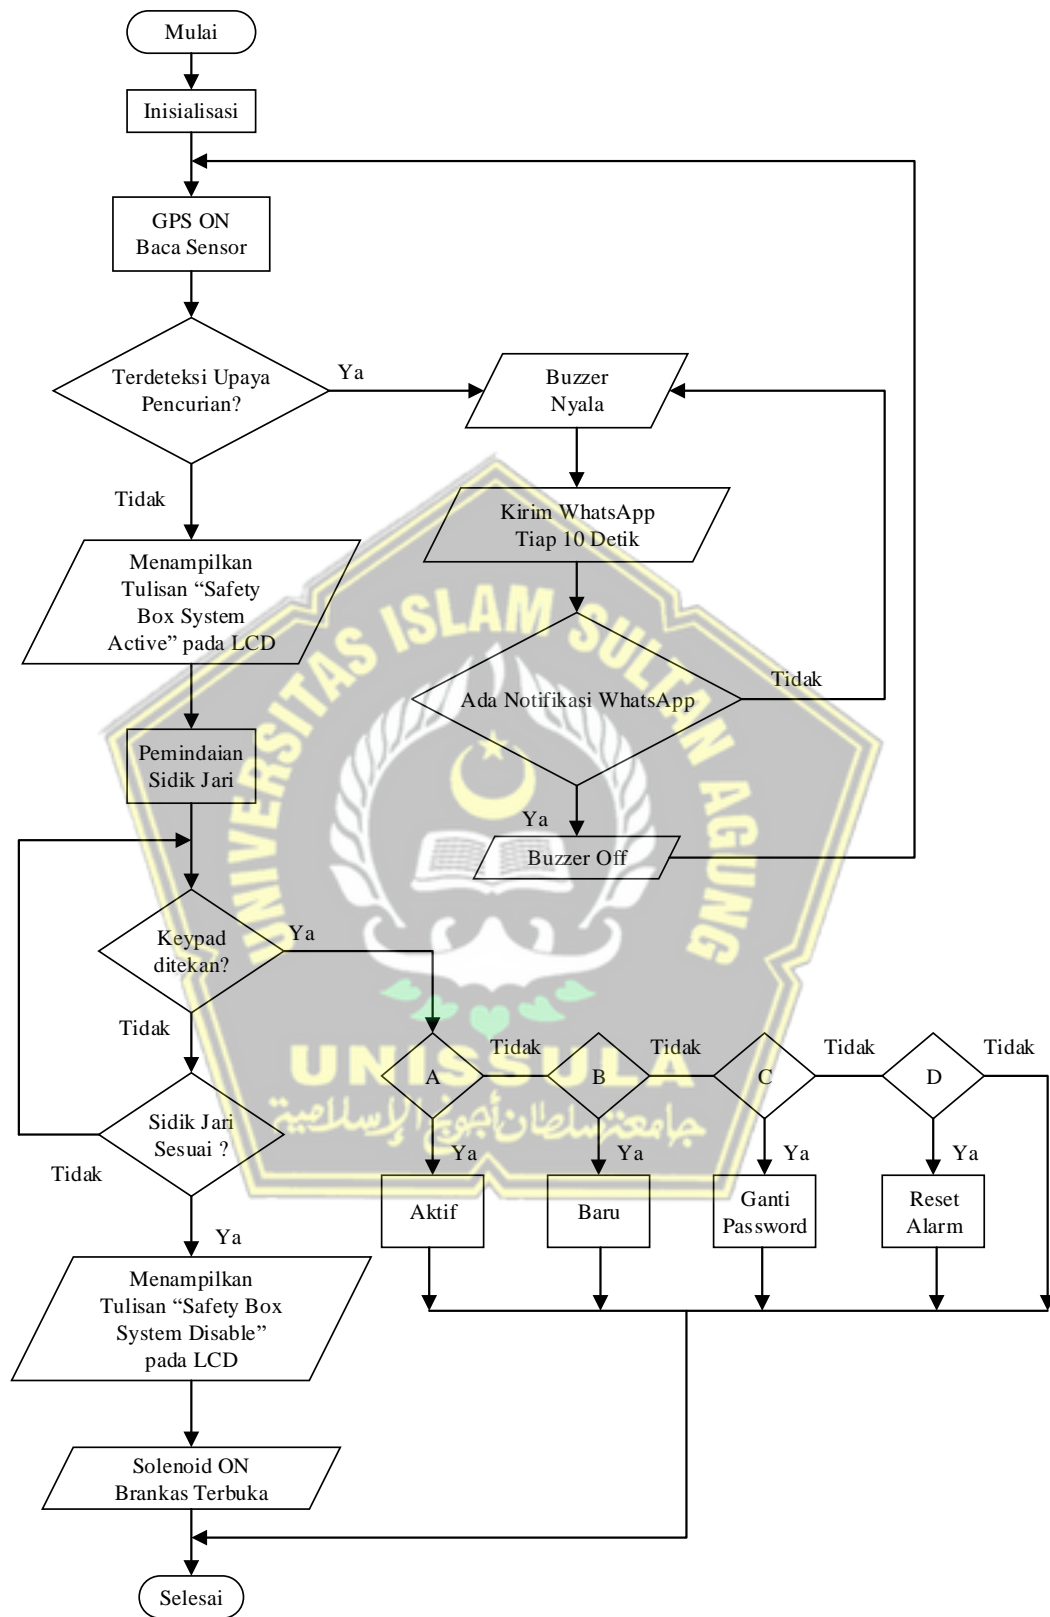 Mulai
Inisialisasi
GPS ON
Baca Sensor
Terdeteksi Upaya
Pencurian?
Ya
Buzzer
Nyala
Tidak
Kirim WhatsApp
Tiap 10 Detik
Menampilkan
Tulisan “Safety
Box System
Active” pada LCD
Ada Notifikasi WhatsApp
Tidak
Pemindaian
Sidik Jari
Ya
Buzzer Off
Keypad
ditekan?
Ya
Tidak
A
Tidak
B
Tidak
C
Tidak
D
Tidak
Sidik Jari
Sesuai ?
Tidak
Ya
Ya
Ya
Ya
Aktif
Baru
Ganti
Password
Reset
Alarm
Ya
Menampilkan
Tulisan “Safety Box
System Disable”
pada LCD
Solenoid ON
Brankas Terbuka
Selesai
UNIVERSITAS ISLAM SULTAN AGUNG
UNISSULA
جامعتسلطان أجونج الإسلامية